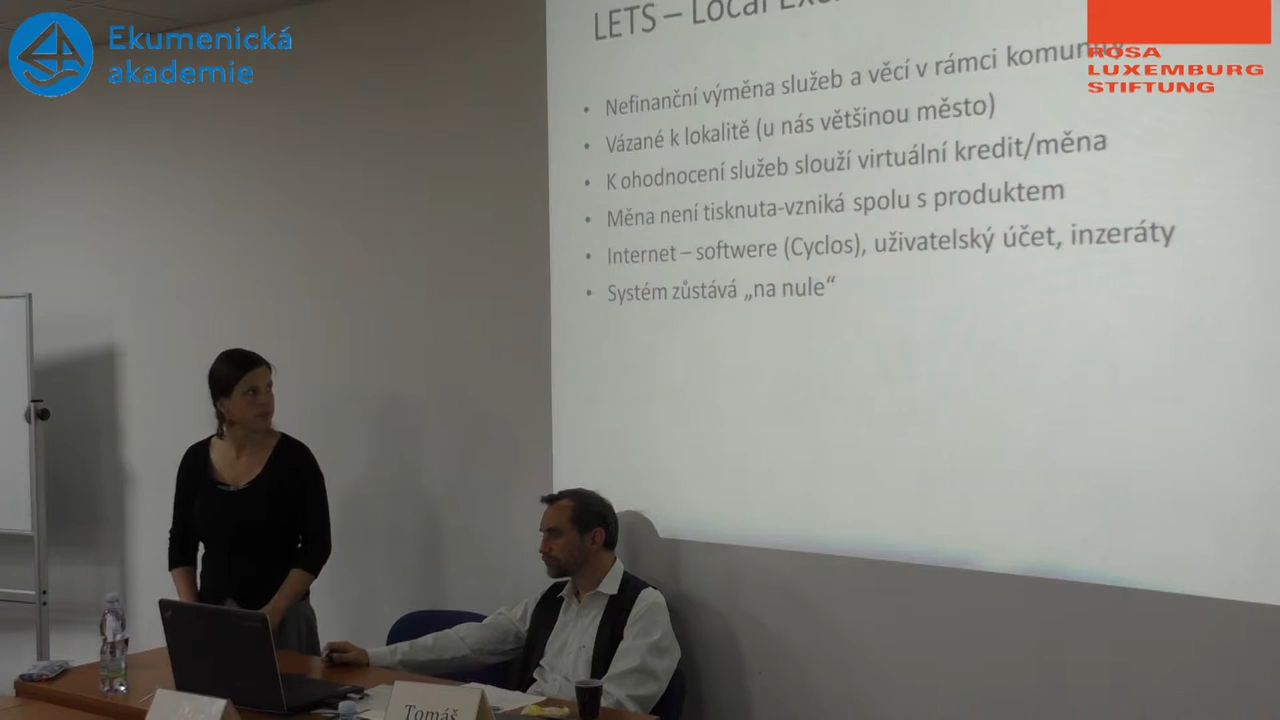 Ekumenická
akademie
ROSA
LUXEMBURG
STIFTUNG
LETS – Local
• Nefinanční výměna služeb a věcí v rámci
• Vázané k lokalitě (u nás většinou město)
• K ohodnocení služeb slouží virtuální kredit/měna
• Měna není tisknuta-vzniká spolu s produktem
• Internet – softwere (Cyclos), uživatelský účet, inzeráty
• Systém zůstává „na nule“
Tomáš